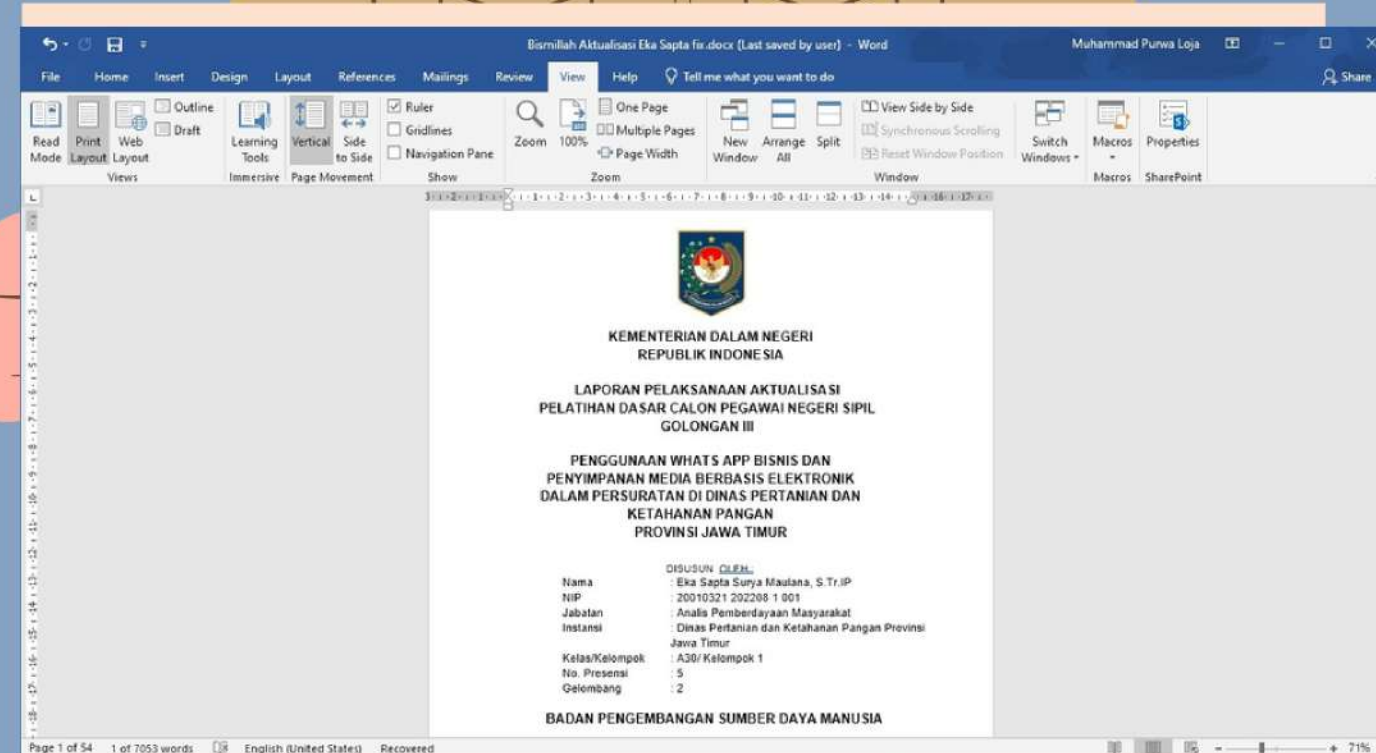 Bismillah Aktualisasi Eka Sapta fix.docx (Last saved by user) - Word
Muhammad Purwa Loja
File Home Insert Design Layout References Mailings Review View Help Tell me what you want to do Share
Read Mode
Print Layout
Web Layout
Outline
Draft
Views
Learning Tools
Immersive
Vertical
Side to Side
Page Movement
Ruler
Gridlines
Navigation Pane
Show
Zoom
100%
One Page
Multiple Pages
Page Width
Zoom
New Window
Arrange All
Split
View Side by Side
Synchronous Scrolling
Reset Window Position
Window
Switch Windows
Macros
Macros
Properties
SharePoint
KEMENTERIAN DALAM NEGERI
REPUBLIK INDONESIA
LAPORAN PELAKSANAAN AKTUALISASI
PELATIHAN DASAR CALON PEGAWAI NEGERI SIPIL
GOLONGAN III
PENGGUNAAN WHATS APP BISNIS DAN
PENYIMPANAN MEDIA BERBASIS ELEKTRONIK
DALAM PERSURATAN DI DINAS PERTANIAN DAN
KETAHANAN PANGAN
PROVINSI JAWA TIMUR
DISUSUN OLEH:
Nama : Eka Sapta Surya Maulana, S.Tr.IP
NIP : 20010321 202208 1 001
Jabatan : Analis Pemberdayaan Masyarakat
Instansi : Dinas Pertanian dan Ketahanan Pangan Provinsi
Jawa Timur
Kelas/Kelompok : A30/ Kelompok 1
No. Presensi : 5
Gelombang : 2
BADAN PENGEMBANGAN SUMBER DAYA MANUSIA
Page 1 of 54 1 of 7053 words English (United States) Recovered 71%